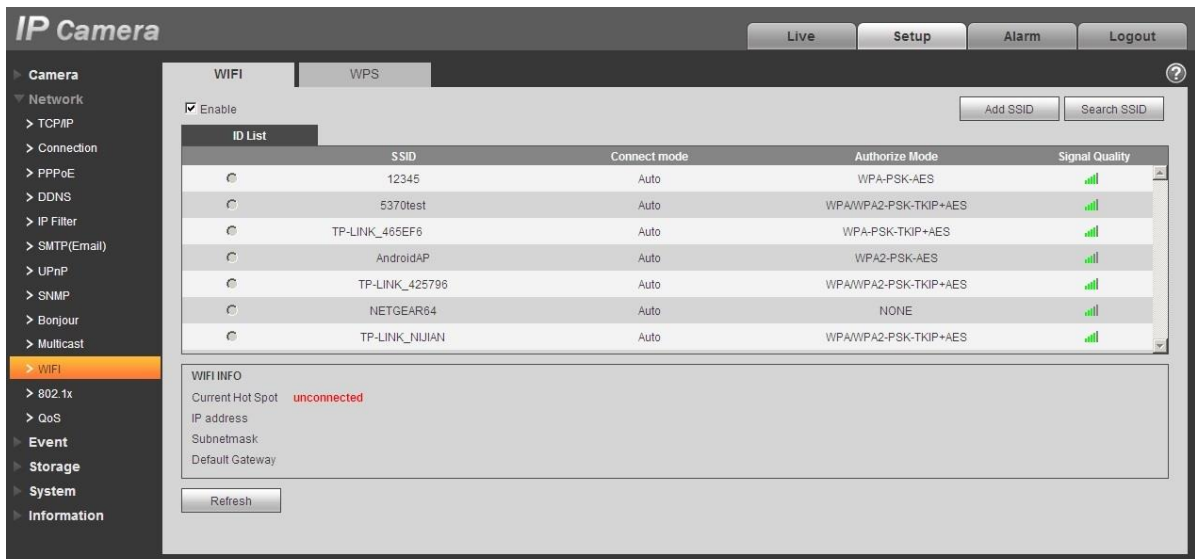 IP Camera
Live Setup Alarm Logout
Camera
Network
> TCP/IP
> Connection
> PPPoE
> DDNS
> IP Filter
> SMTP(Email)
> UPnP
> SNMP
> Bonjour
> Multicast
> WIFI
> 802.1x
> QoS
Event
Storage
System
Information
WIFI WPS ?
Enable Add SSID Search SSID
ID List
SSID Connect mode Authorize Mode Signal Quality
12345 Auto WPA-PSK-AES
5370test Auto WPA/WPA2-PSK-TKIP+AES
TP-LINK_465EF6 Auto WPA-PSK-TKIP+AES
AndroidAP Auto WPA2-PSK-AES
TP-LINK_425796 Auto WPA/WPA2-PSK-TKIP+AES
NETGEAR64 Auto NONE
TP-LINK_NIJIAN Auto WPA/WPA2-PSK-TKIP+AES
WIFI INFO
Current Hot Spot unconnected
IP address
Subnetmask
Default Gateway
Refresh